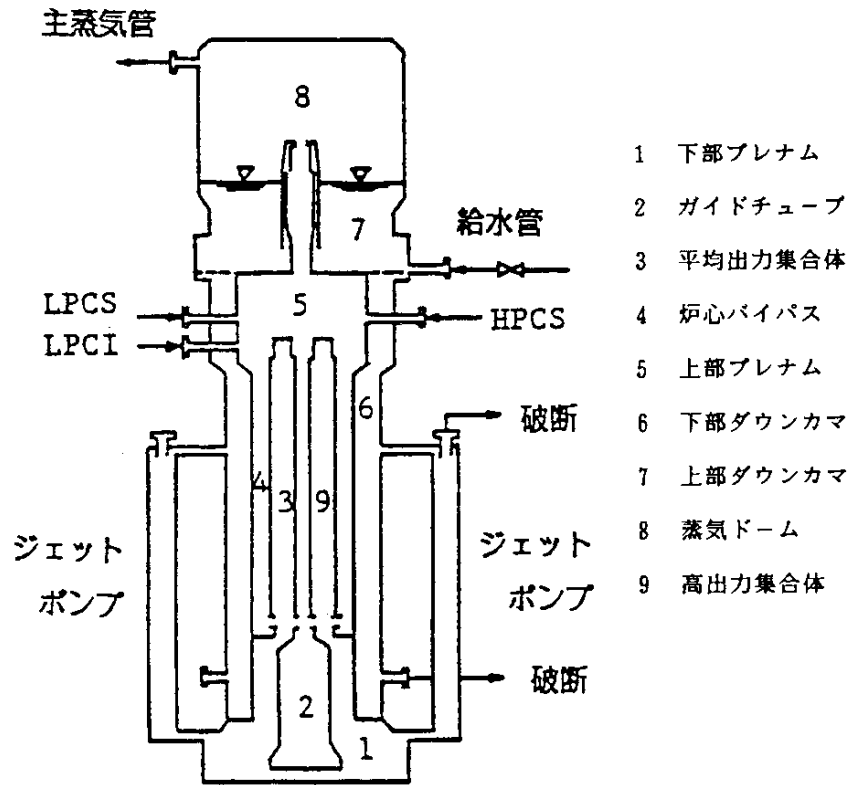 主蒸気管
8
7
給水管
5
LPCS
HPCS
LPCI
6
破断
4
3
9
ジェット
ポンプ
ジェット
ポンプ
破断
2
1
1 下部プレナム
2 ガイドチューブ
3 平均出力集合体
4 炉心バイパス
5 上部プレナム
6 下部ダウンカマ
7 上部ダウンカマ
8 蒸気ドーム
9 高出力集合体